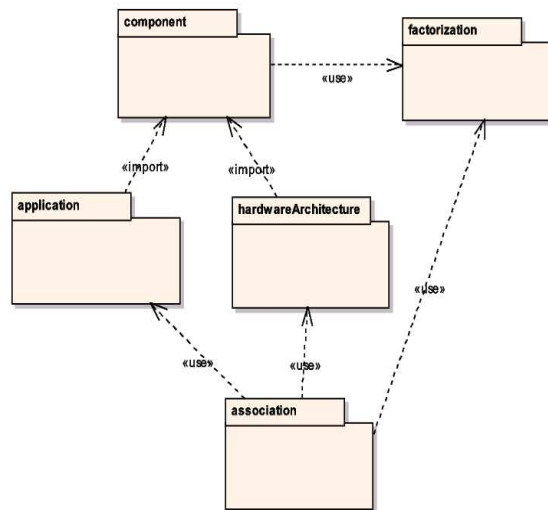 component
factorization
«use»
«import»
«import»
application
hardwareArchitecture
«use»
«use»
«use»
association